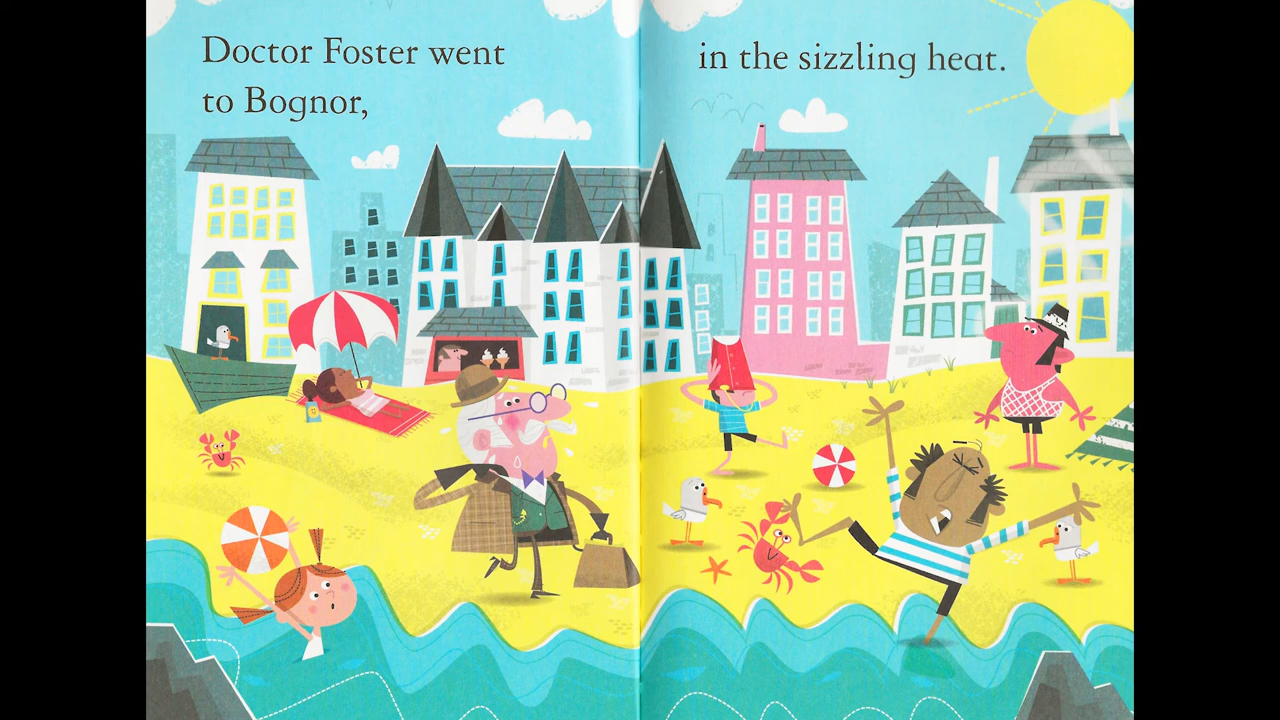 Doctor Foster went
to Bognor,
in the sizzling heat.